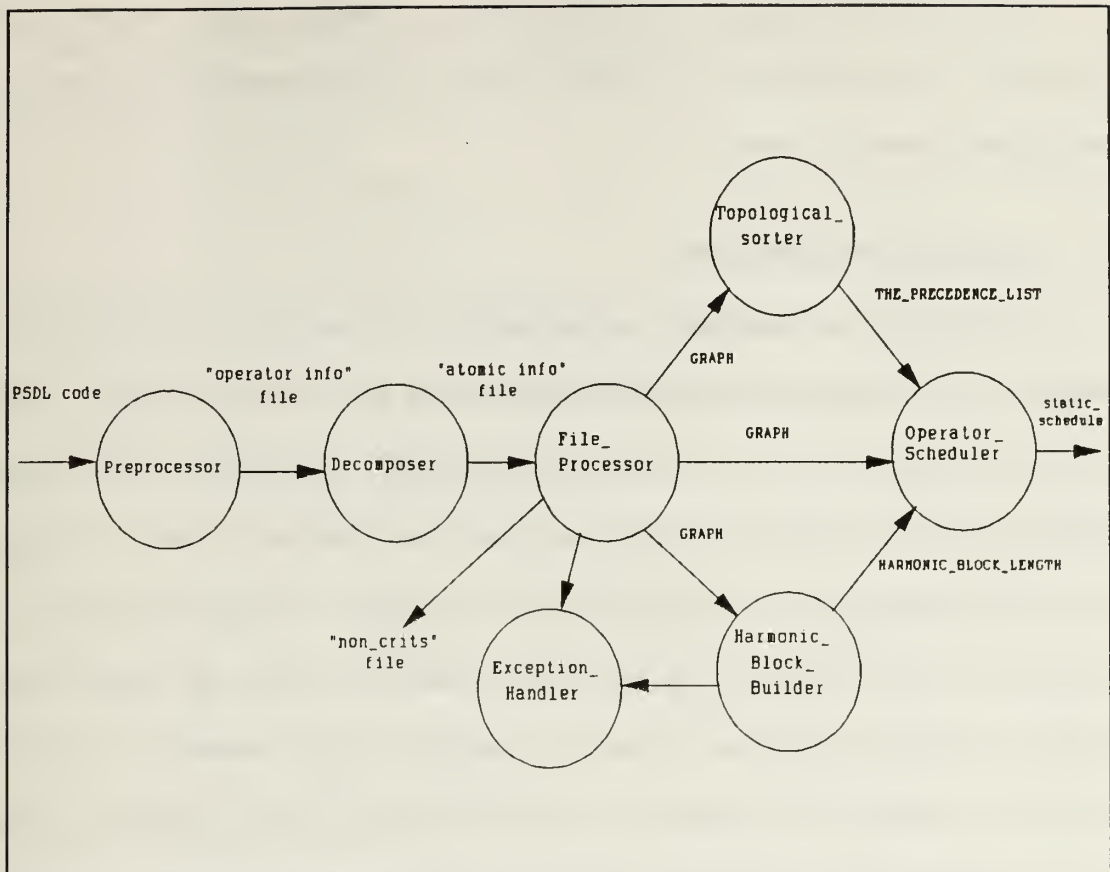 Topological_
sorter
THE_PRECEDENCE_LIST
GRAPH
"operator info"
file
"atomic info"
file
PSDL code
Preprocessor
Decomposer
File_
Processor
GRAPH
Operator_
Scheduler
static_
schedule
GRAPH
HARMONIC_BLOCK_LENGTH
"non_crits"
file
Exception_
Handler
Harmonic_
Block_
Builder